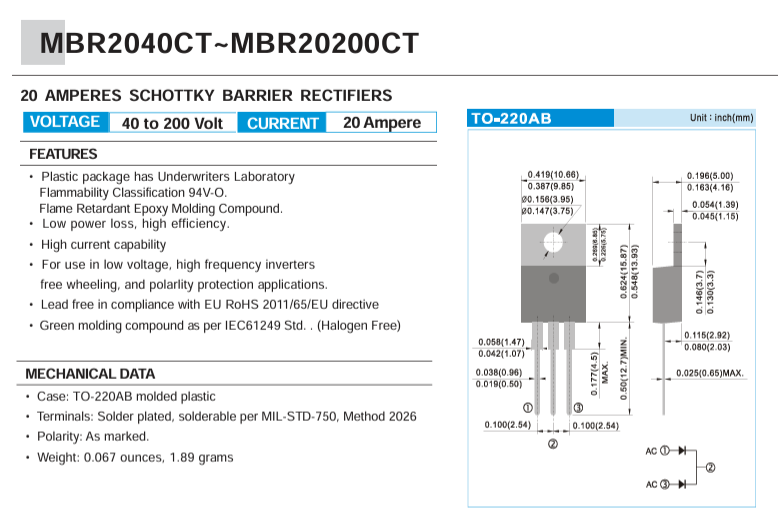 MBR2040CT~MBR20200CT
20 AMPERES SCHOTTKY BARRIER RECTIFIERS
VOLTAGE 40 to 200 Volt CURRENT 20 Ampere
FEATURES
• Plastic package has Underwriters Laboratory
Flammability Classification 94V-O.
Flame Retardant Epoxy Molding Compound.
• Low power loss, high efficiency.
• High current capability
• For use in low voltage, high frequency inverters
free wheeling, and polarlity protection applications.
• Lead free in compliance with EU RoHS 2011/65/EU directive
• Green molding compound as per IEC61249 Std. . (Halogen Free)
MECHANICAL DATA
• Case: TO-220AB molded plastic
• Terminals: Solder plated, solderable per MIL-STD-750, Method 2026
• Polarity: As marked.
• Weight: 0.067 ounces, 1.89 grams
TO-220AB Unit : inch(mm)
0.419(10.66)
0.387(9.85)
Ø0.156(3.95)
Ø0.147(3.75)
0.269(6.85)
0.226(5.75)
0.624(15.87)
0.548(13.93)
0.196(5.00)
0.163(4.16)
0.054(1.39)
0.045(1.15)
0.146(3.7)
0.130(3.3)
0.058(1.47)
0.042(1.07)
0.038(0.96)
0.019(0.50)
0.177(4.5)
MAX.
0.50(12.7)MIN.
0.115(2.92)
0.080(2.03)
0.025(0.65)MAX.
① ③
0.100(2.54) 0.100(2.54)
②
AC ①
②
AC ③